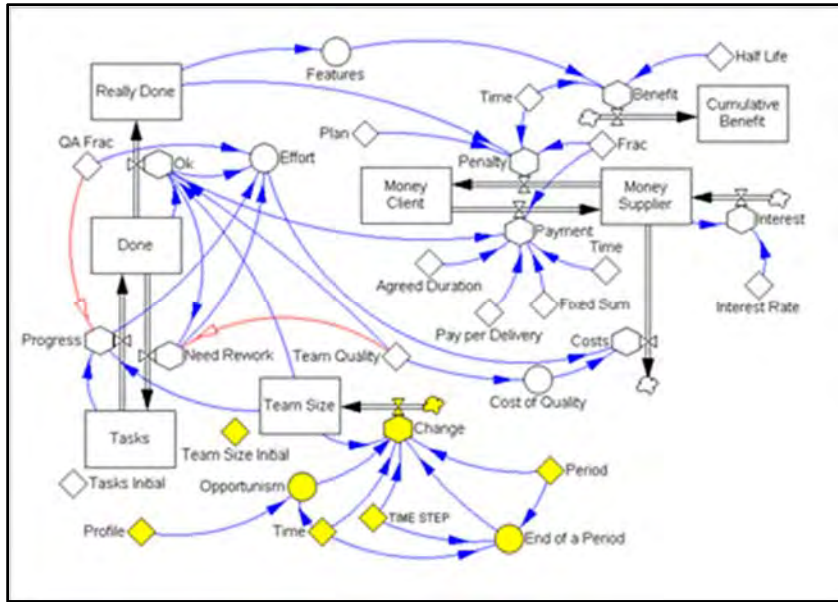 Half Life
Features
Really Done
Time
Benefit
Cumulative
Benefit
QA Frac
Ok
Effort
Plan
Penalty
Frac
Money
Client
Money
Supplier
Interest
Done
Payment
Agreed Duration
Time
Fixed Sum
Interest Rate
Pay per Delivery
Progress
Need Rework
Team Quality
Costs
Cost of Quality
Team Size
Change
Tasks
Team Size Initial
Tasks Initial
Opportunism
Period
Profile
Time
TIME STEP
End of a Period